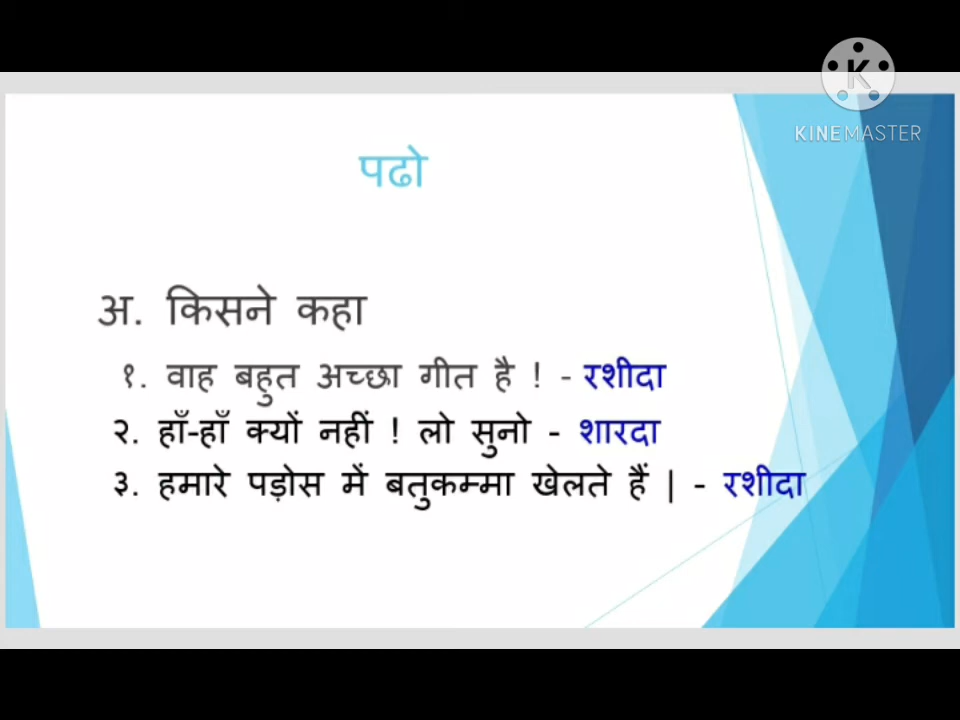 KINEMASTER
पढो
अ. किसने कहा
१. वाह बहुत अच्छा गीत है ! - रशीदा
२. हाँ-हाँ क्यों नहीं ! लो सुनो - शारदा
३. हमारे पड़ोस में बतुकम्मा खेलते हैं | - रशीदा